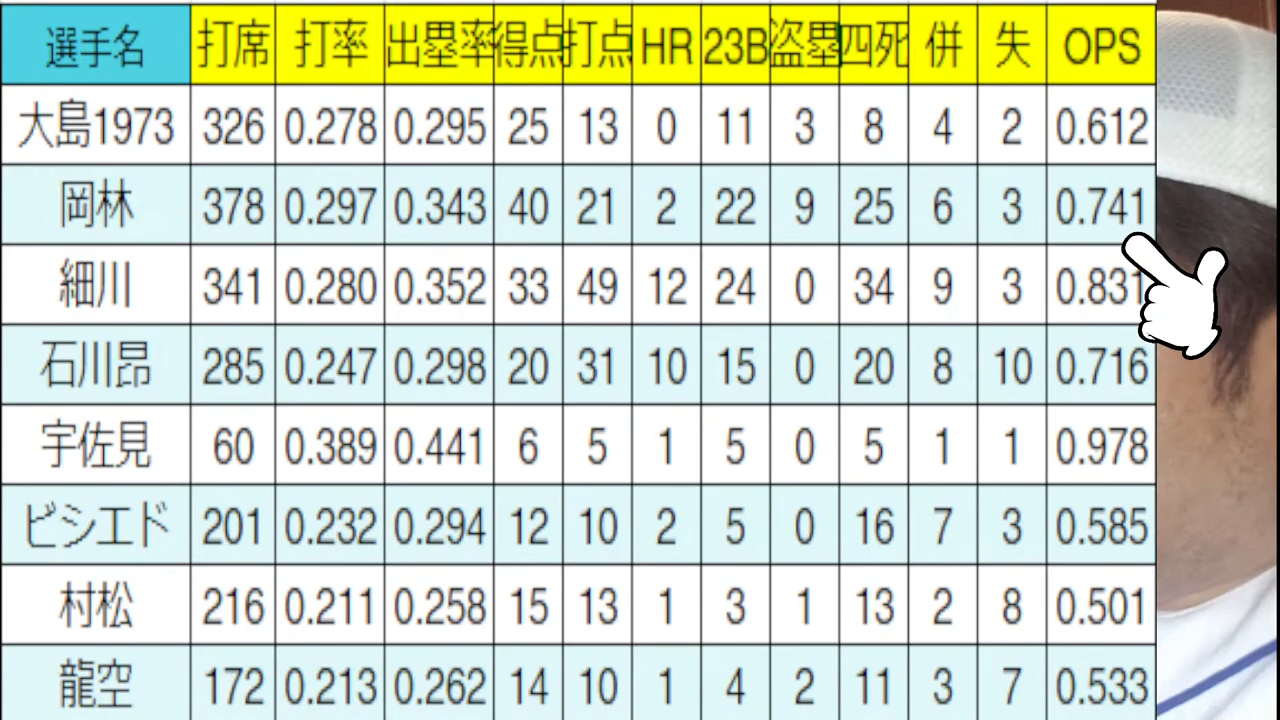 選手名 打席 打率 出塁率 得点 打点 HR 23B 盗塁 四死 併 失 OPS
大島1973 326 0.278 0.295 25 13 0 11 3 8 4 2 0.612
岡林 378 0.297 0.343 40 21 2 22 9 25 6 3 0.741
細川 341 0.280 0.352 33 49 12 24 0 34 9 3 0.831
石川昂 285 0.247 0.298 20 31 10 15 0 20 8 10 0.716
宇佐見 60 0.389 0.441 6 5 1 5 0 5 1 1 0.978
ビシエド 201 0.232 0.294 12 10 2 5 0 16 7 3 0.585
村松 216 0.211 0.258 15 13 1 3 1 13 2 8 0.501
龍空 172 0.213 0.262 14 10 1 4 2 11 3 7 0.533